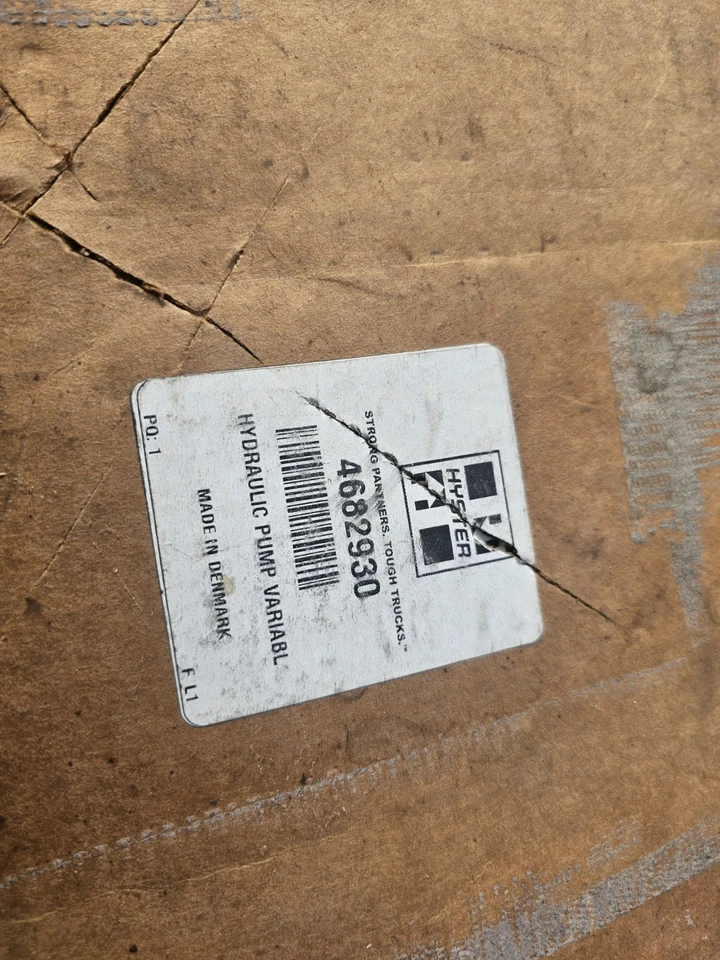 HYSTER
STRONG PARTNERS. TOUGH TRUCKS.™
4682930
HYDRAULIC PUMP VARIABL
MADE IN DENMARK
PQ: 1
F L1